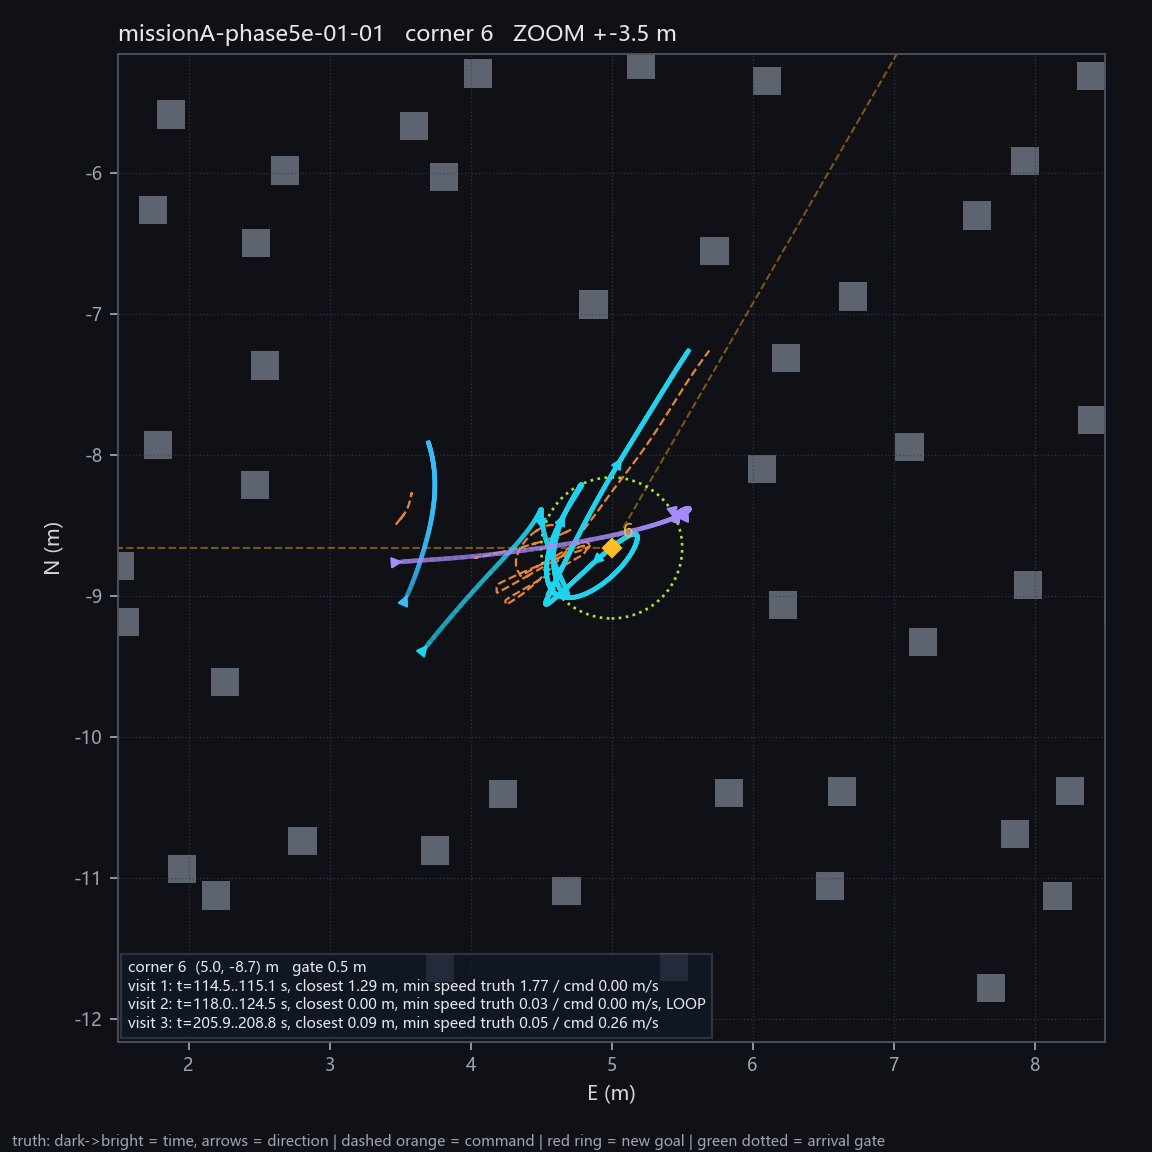 missionA-phase5e-01-01   corner 6   ZOOM +-3.5 m
-6
-7
-8
-9
-10
-11
-12
N (m)
6
corner 6  (5.0, -8.7) m   gate 0.5 m
visit 1: t=114.5..115.1 s, closest 1.29 m, min speed truth 1.77 / cmd 0.00 m/s
visit 2: t=118.0..124.5 s, closest 0.00 m, min speed truth 0.03 / cmd 0.00 m/s, LOOP
visit 3: t=205.9..208.8 s, closest 0.09 m, min speed truth 0.05 / cmd 0.26 m/s
2 3 4 5 6 7 8
E (m)
truth: dark->bright = time, arrows = direction | dashed orange = command | red ring = new goal | green dotted = arrival gate